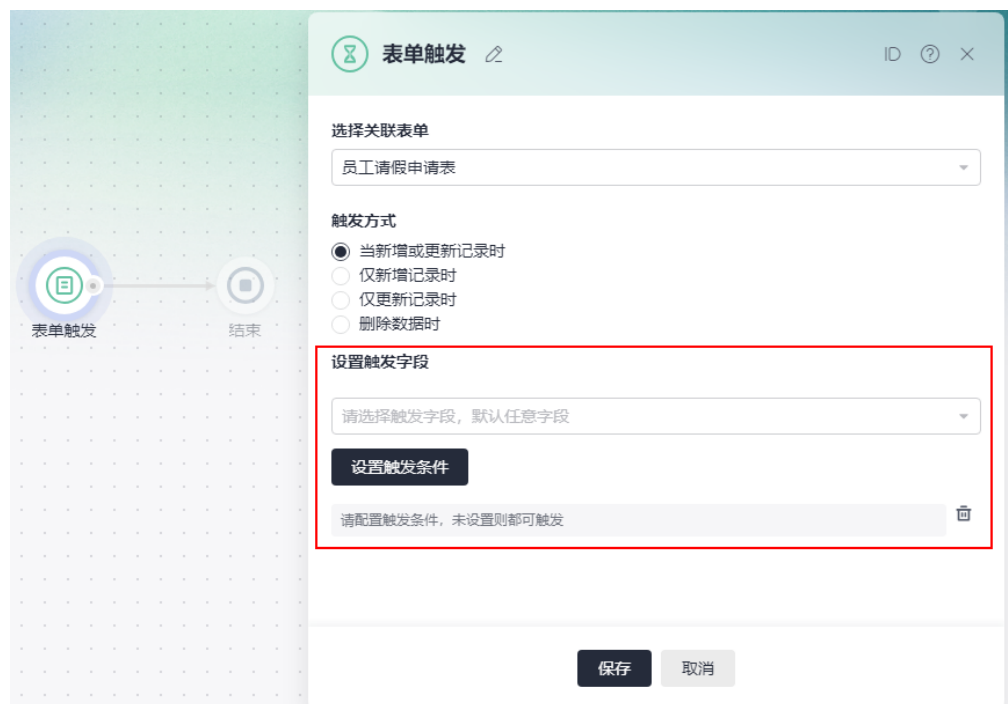 表单触发
ID
选择关联表单
员工请假申请表
触发方式
当新增或更新记录时
仅新增记录时
仅更新记录时
删除数据时
表单触发
结束
设置触发字段
请选择触发字段，默认任意字段
设置触发条件
请配置触发条件，未设置则都可触发
保存
取消